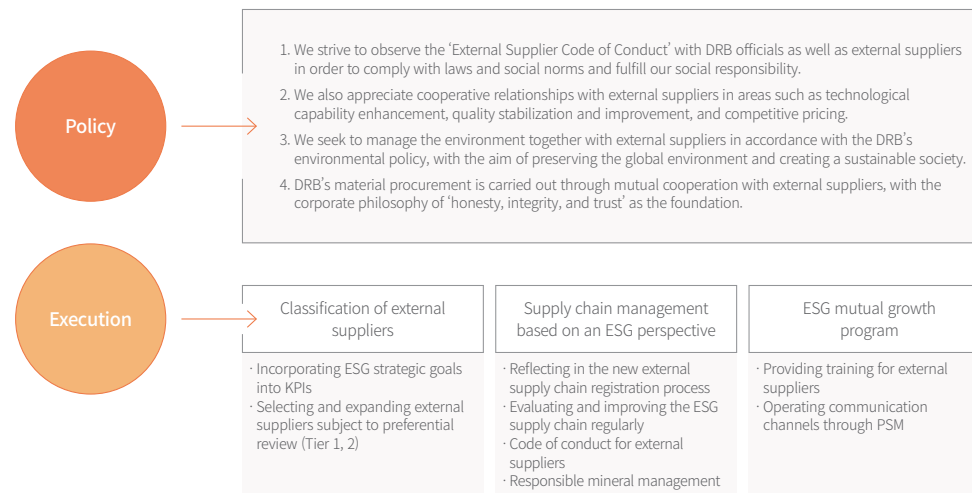 Policy
1. We strive to observe the ‘External Supplier Code of Conduct’ with DRB officials as well as external suppliers
in order to comply with laws and social norms and fulfill our social responsibility.
2. We also appreciate cooperative relationships with external suppliers in areas such as technological
capability enhancement, quality stabilization and improvement, and competitive pricing.
3. We seek to manage the environment together with external suppliers in accordance with the DRB’s
environmental policy, with the aim of preserving the global environment and creating a sustainable society.
4. DRB’s material procurement is carried out through mutual cooperation with external suppliers, with the
corporate philosophy of ‘honesty, integrity, and trust’ as the foundation.
Execution
Classification of external
suppliers
· Incorporating ESG strategic goals
into KPIs
· Selecting and expanding external
suppliers subject to preferential
review (Tier 1, 2)
Supply chain management
based on an ESG perspective
· Reflecting in the new external
supply chain registration process
· Evaluating and improving the ESG
supply chain regularly
· Code of conduct for external
suppliers
· Responsible mineral management
ESG mutual growth
program
· Providing training for external
suppliers
· Operating communication
channels through PSM